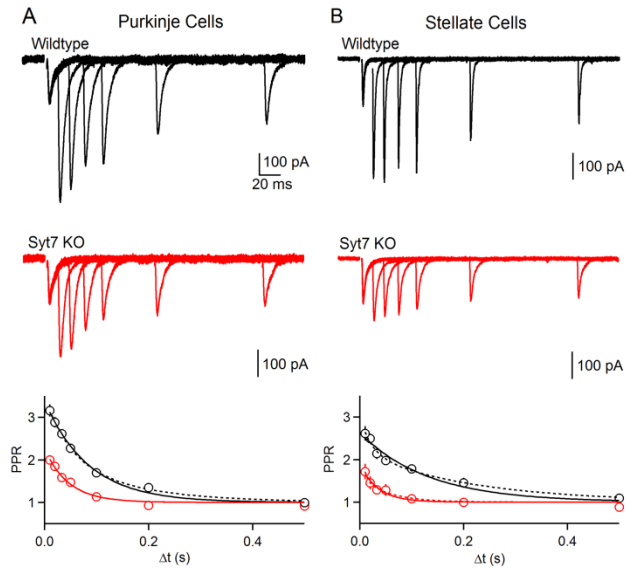 A
Purkinje Cells
Wildtype
100 pA
20 ms
Syt7 KO
100 pA
3
2
1
PPR
0.0
0.2
0.4
Δt (s)
B
Stellate Cells
Wildtype
100 pA
Syt7 KO
100 pA
3
2
1
PPR
0.0
0.2
0.4
Δt (s)